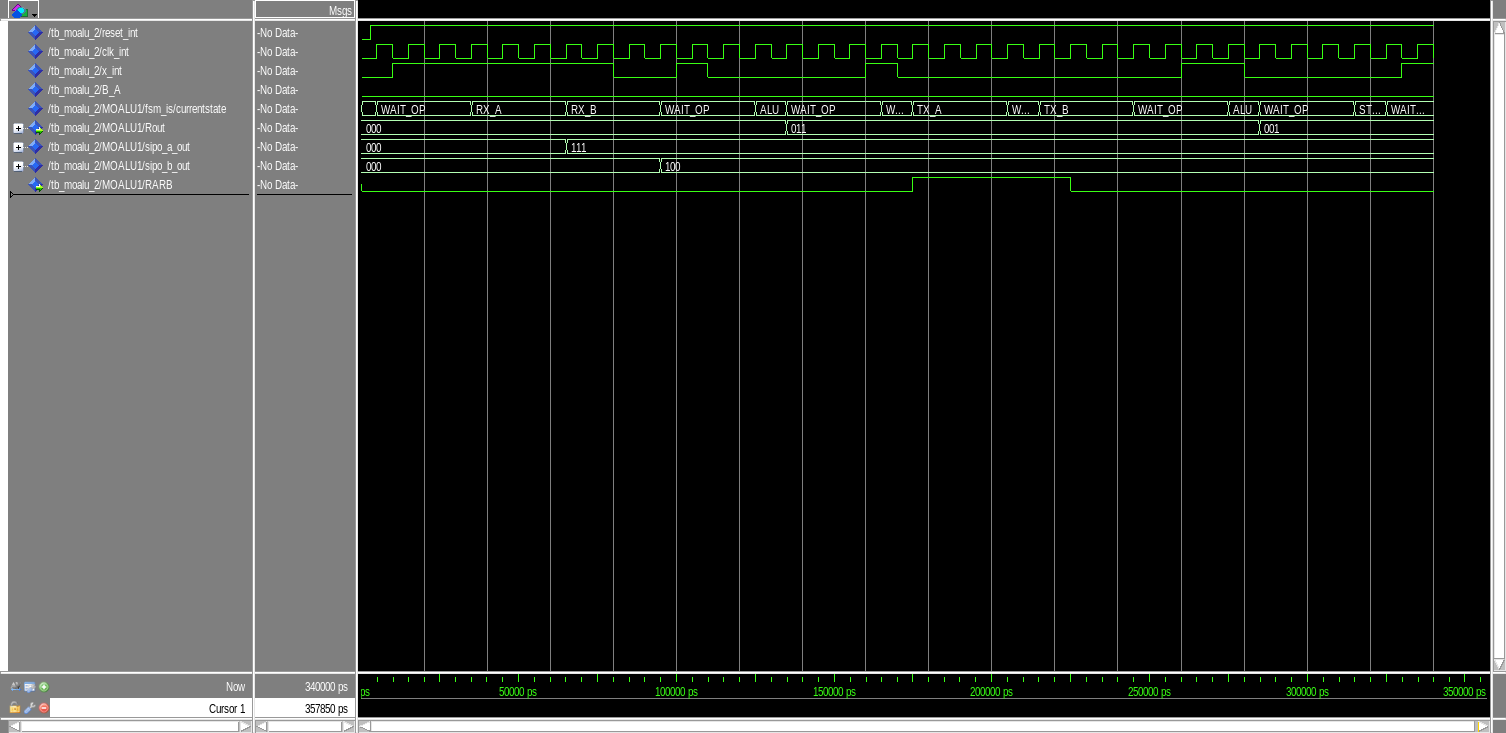 Msgs
/tb_moalu_2/reset_int -No Data-
/tb_moalu_2/clk_int -No Data-
/tb_moalu_2/x_int -No Data-
/tb_moalu_2/B_A -No Data-
/tb_moalu_2/MOALU1/fsm_is/currentstate -No Data- WAIT_OP RX_A RX_B WAIT_OP ALU WAIT_OP W... TX_A W... TX_B WAIT_OP ALU WAIT_OP ST... WAIT...
/tb_moalu_2/MOALU1/Rout -No Data- 000 011 001
/tb_moalu_2/MOALU1/sipo_a_out -No Data- 000 111
/tb_moalu_2/MOALU1/sipo_b_out -No Data- 000 100
/tb_moalu_2/MOALU1/RARB -No Data-
Now 340000 ps ps 50000 ps 100000 ps 150000 ps 200000 ps 250000 ps 300000 ps 350000 ps
Cursor 1 357850 ps